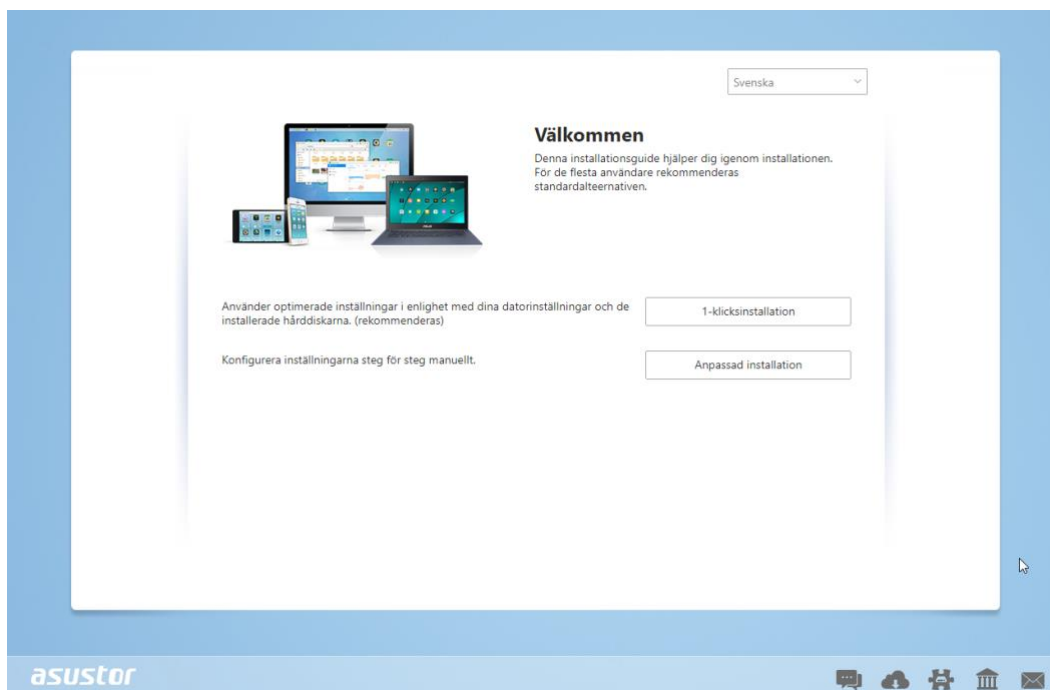 Svenska
Välkommen
Denna installationsguide hjälper dig igenom installationen.
För de flesta användare rekommenderas
standardalteernativen.
Använder optimerade inställningar i enlighet med dina datorinställningar och de
installerade hårddiskarna. (rekommenderas)
1-klicksinstallation
Konfigurera inställningarna steg för steg manuellt.
Anpassad installation
asustor